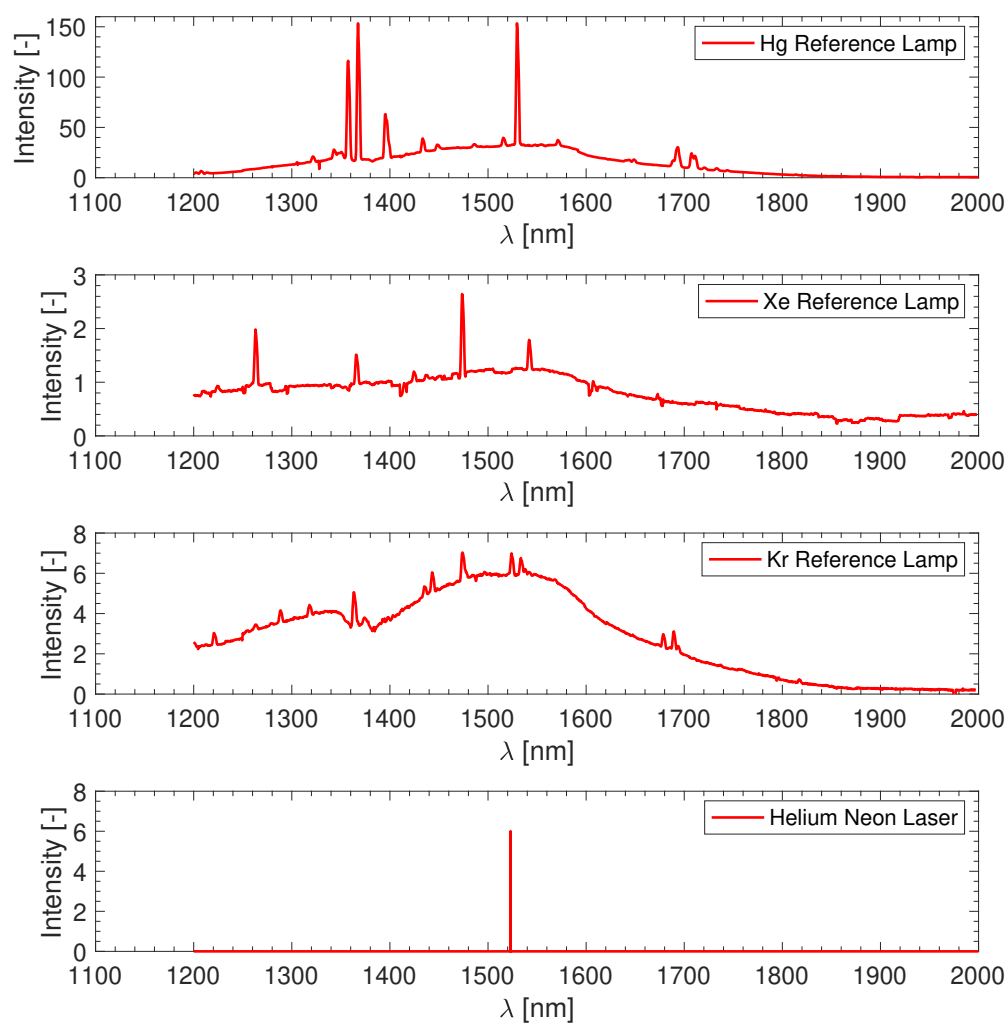 150
100
50
0
Intensity [-]
Hg Reference Lamp
1100 1200 1300 1400 1500 1600 1700 1800 1900 2000
λ [nm]
3
2
1
0
Intensity [-]
Xe Reference Lamp
1100 1200 1300 1400 1500 1600 1700 1800 1900 2000
λ [nm]
8
6
4
2
0
Intensity [-]
Kr Reference Lamp
1100 1200 1300 1400 1500 1600 1700 1800 1900 2000
λ [nm]
8
6
4
2
0
Intensity [-]
Helium Neon Laser
1100 1200 1300 1400 1500 1600 1700 1800 1900 2000
λ [nm]